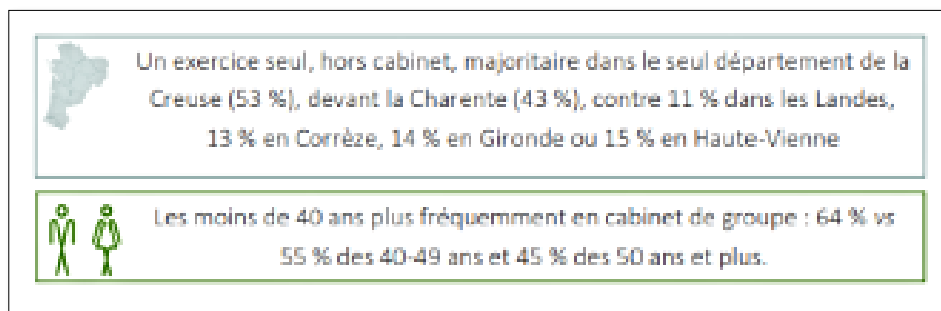 Un exercice seul, hors cabinet, majoritaire dans le seul département de la
Creuse (53 %), devant la Charente (43 %), contre 11 % dans les Landes,
13 % en Corrèze, 14 % en Gironde ou 15 % en Haute-Vienne
Les moins de 40 ans plus fréquemment en cabinet de groupe : 64 % vs
55 % des 40-49 ans et 45 % des 50 ans et plus.